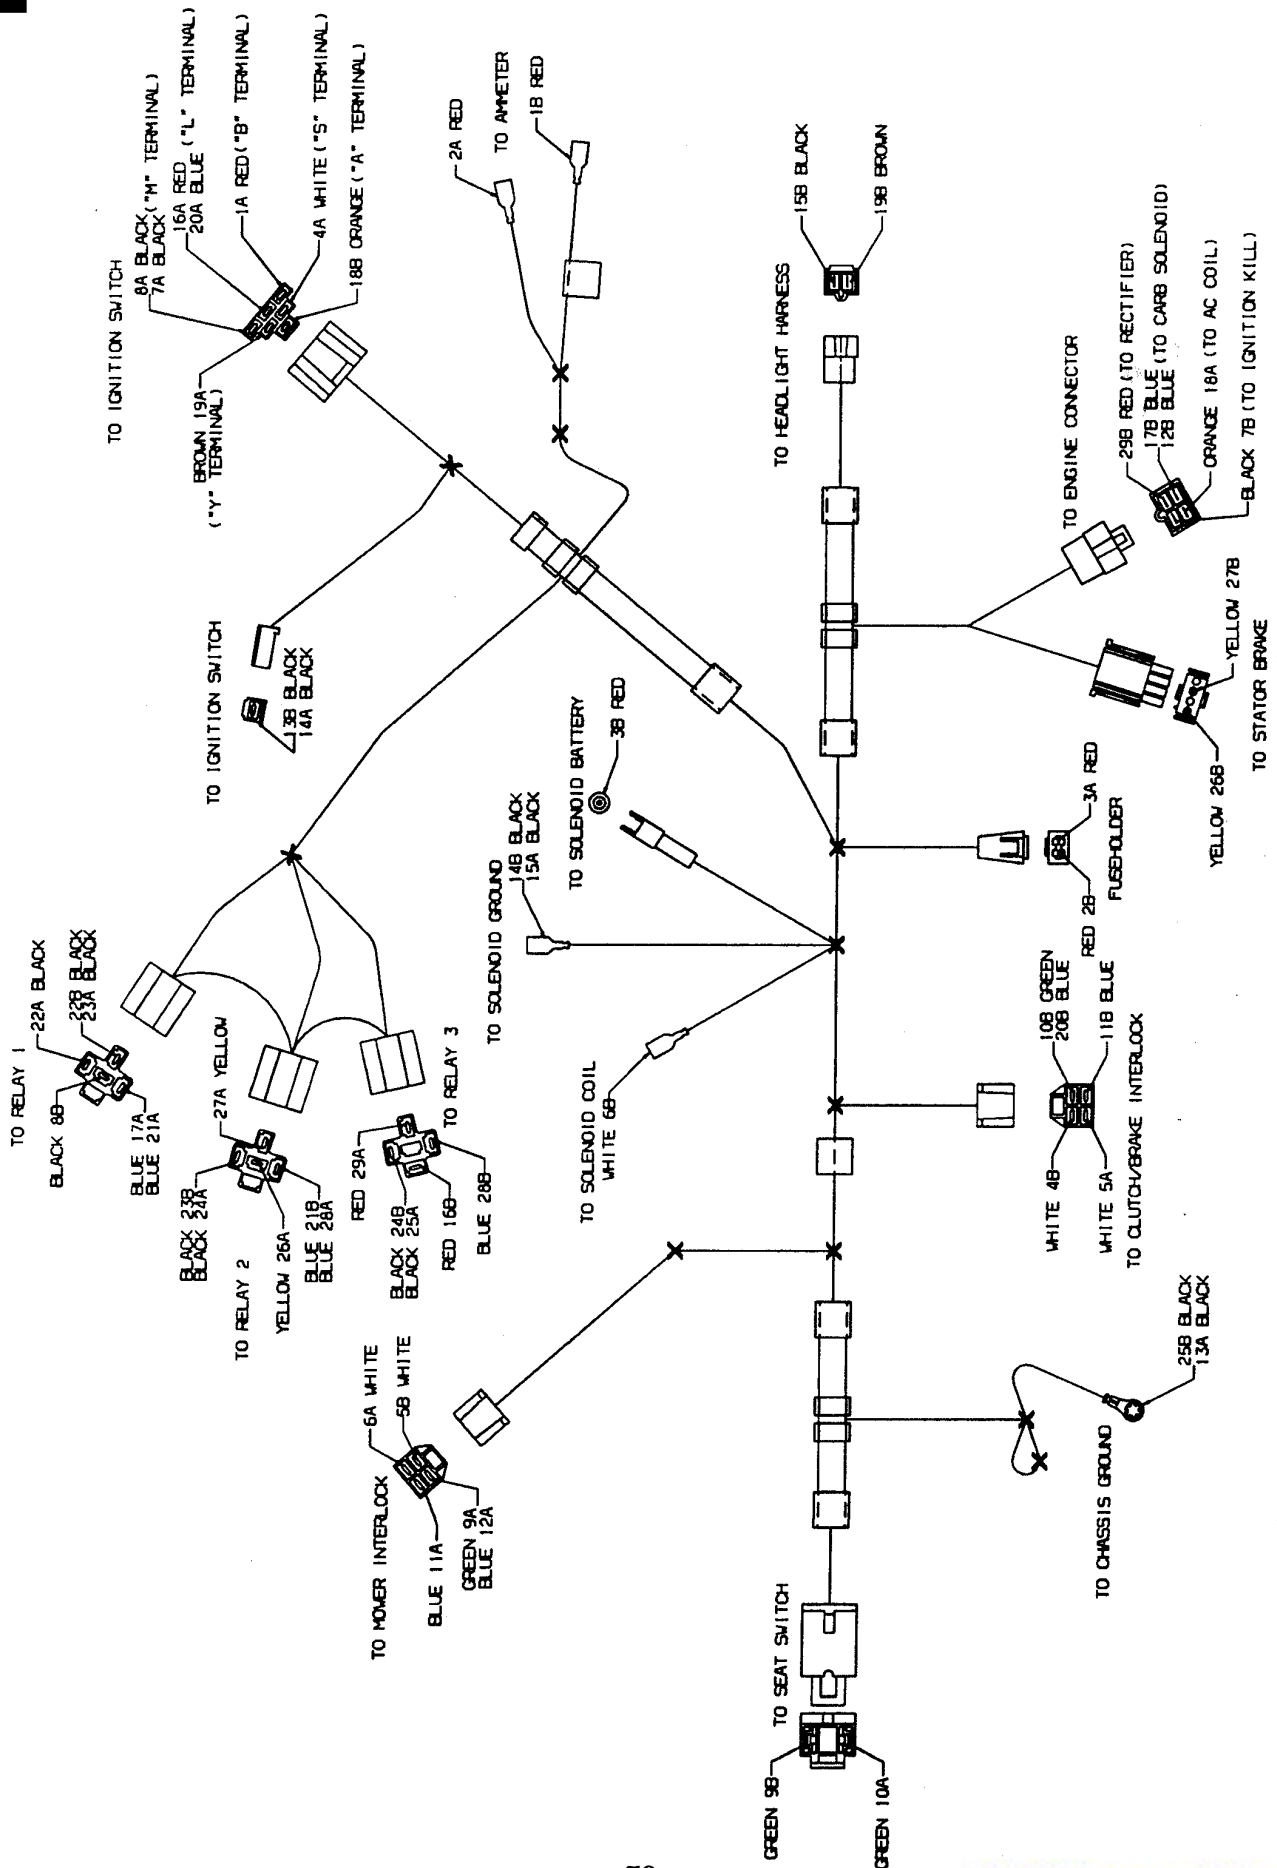 TO IGNITION SWITCH
8A BLACK
7A BLACK ("M" TERMINAL)
16A RED
20A BLUE ("L" TERMINAL)
1A RED ("B" TERMINAL)
4A WHITE ("S" TERMINAL)
18B ORANGE ("A" TERMINAL)
BROWN 19A
("Y" TERMINAL)
2A RED
TO AMMETER
1B RED
TO IGNITION SWITCH
13B BLACK
14A BLACK
TO HEADLIGHT HARNESS
15B BLACK
19B BROWN
TO ENGINE CONNECTOR
29B RED (TO RECTIFIER)
17B BLUE
12B BLUE (TO CARB SOLENOID)
ORANGE 18A (TO AC COIL)
BLACK 7B (TO IGNITION KILL)
YELLOW 27B
YELLOW 26B
TO STATOR BRAKE
TO SOLENOID BATTERY
3B RED
TO SOLENOID GROUND
14B BLACK
15A BLACK
3A RED
RED 2B
FUSEHOLDER
TO RELAY 1
22A BLACK
BLACK 8B
22B BLACK
23A BLACK
BLUE 17A
BLUE 21A
27A YELLOW
BLACK 23B
BLACK 24A
TO RELAY 2
YELLOW 26A
BLUE 21B
BLUE 28A
RED 29A
TO RELAY 3
BLACK 24B
BLACK 25A
RED 16B
BLUE 28B
TO SOLENOID COIL
WHITE 6B
10B GREEN
20B BLUE
11B BLUE
WHITE 4B
WHITE 5A
TO CLUTCH/BRAKE INTERLOCK
6A WHITE
5B WHITE
TO MOWER INTERLOCK
BLUE 11A
GREEN 9A
BLUE 12A
25B BLACK
13A BLACK
TO CHASSIS GROUND
TO SEAT SWITCH
GREEN 9B
GREEN 10A